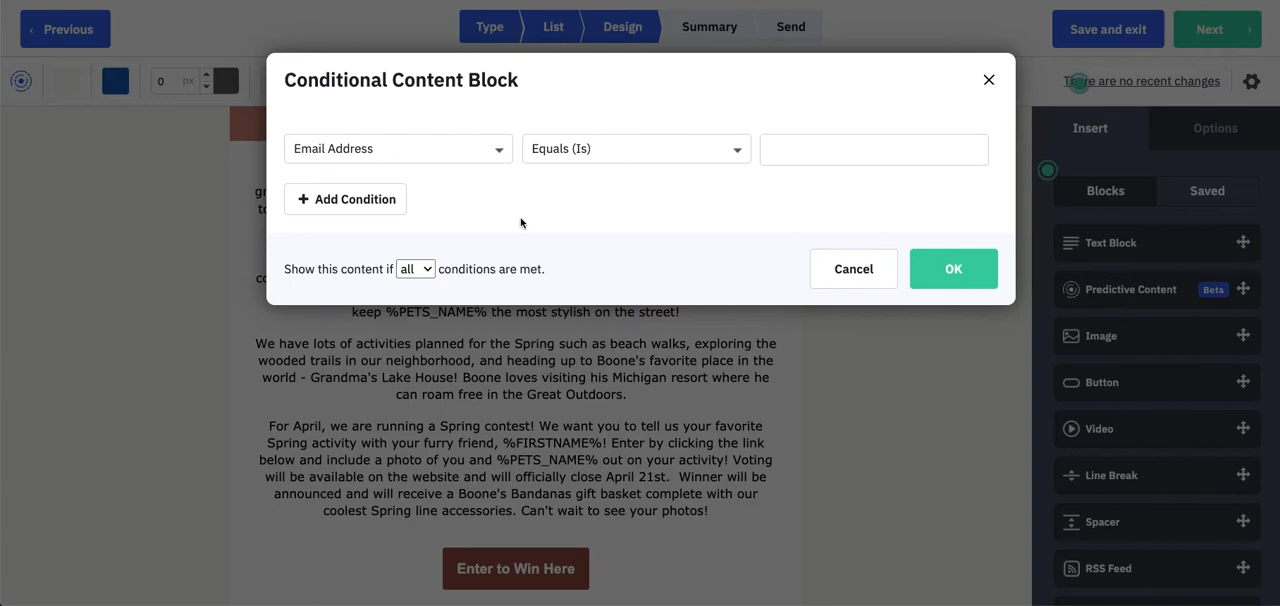 ‹ Previous
Type
List
Design
Summary
Send
Save and exit
Next ›
0 px
There are no recent changes
Conditional Content Block
Email Address
Equals (Is)
+ Add Condition
Show this content if all conditions are met.
Cancel
OK
gr
to
co
keep %PETS_NAME% the most stylish on the street!
We have lots of activities planned for the Spring such as beach walks, exploring the
wooded trails in our neighborhood, and heading up to Boone's favorite place in the
world - Grandma's Lake House! Boone loves visiting his Michigan resort where he
can roam free in the Great Outdoors.
For April, we are running a Spring contest! We want you to tell us your favorite
Spring activity with your furry friend, %FIRSTNAME%! Enter by clicking the link
below and include a photo of you and %PETS_NAME% out on your activity! Voting
will be available on the website and will officially close April 21st.  Winner will be
announced and will receive a Boone's Bandanas gift basket complete with our
coolest Spring line accessories. Can't wait to see your photos!
Enter to Win Here
Insert
Options
Blocks
Saved
Text Block
Predictive Content Beta
Image
Button
Video
Line Break
Spacer
RSS Feed